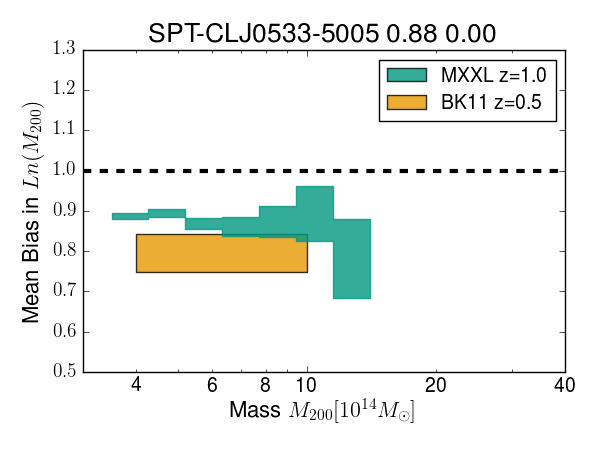 SPT-CLJ0533-5005 0.88 0.00
MXXL z=1.0
BK11 z=0.5
1.3
1.2
1.1
1.0
0.9
0.8
0.7
0.6
0.5
Mean Bias in Ln(M₂₀₀)
4 6 8 10 20 40
Mass M₂₀₀[10¹⁴M☉]